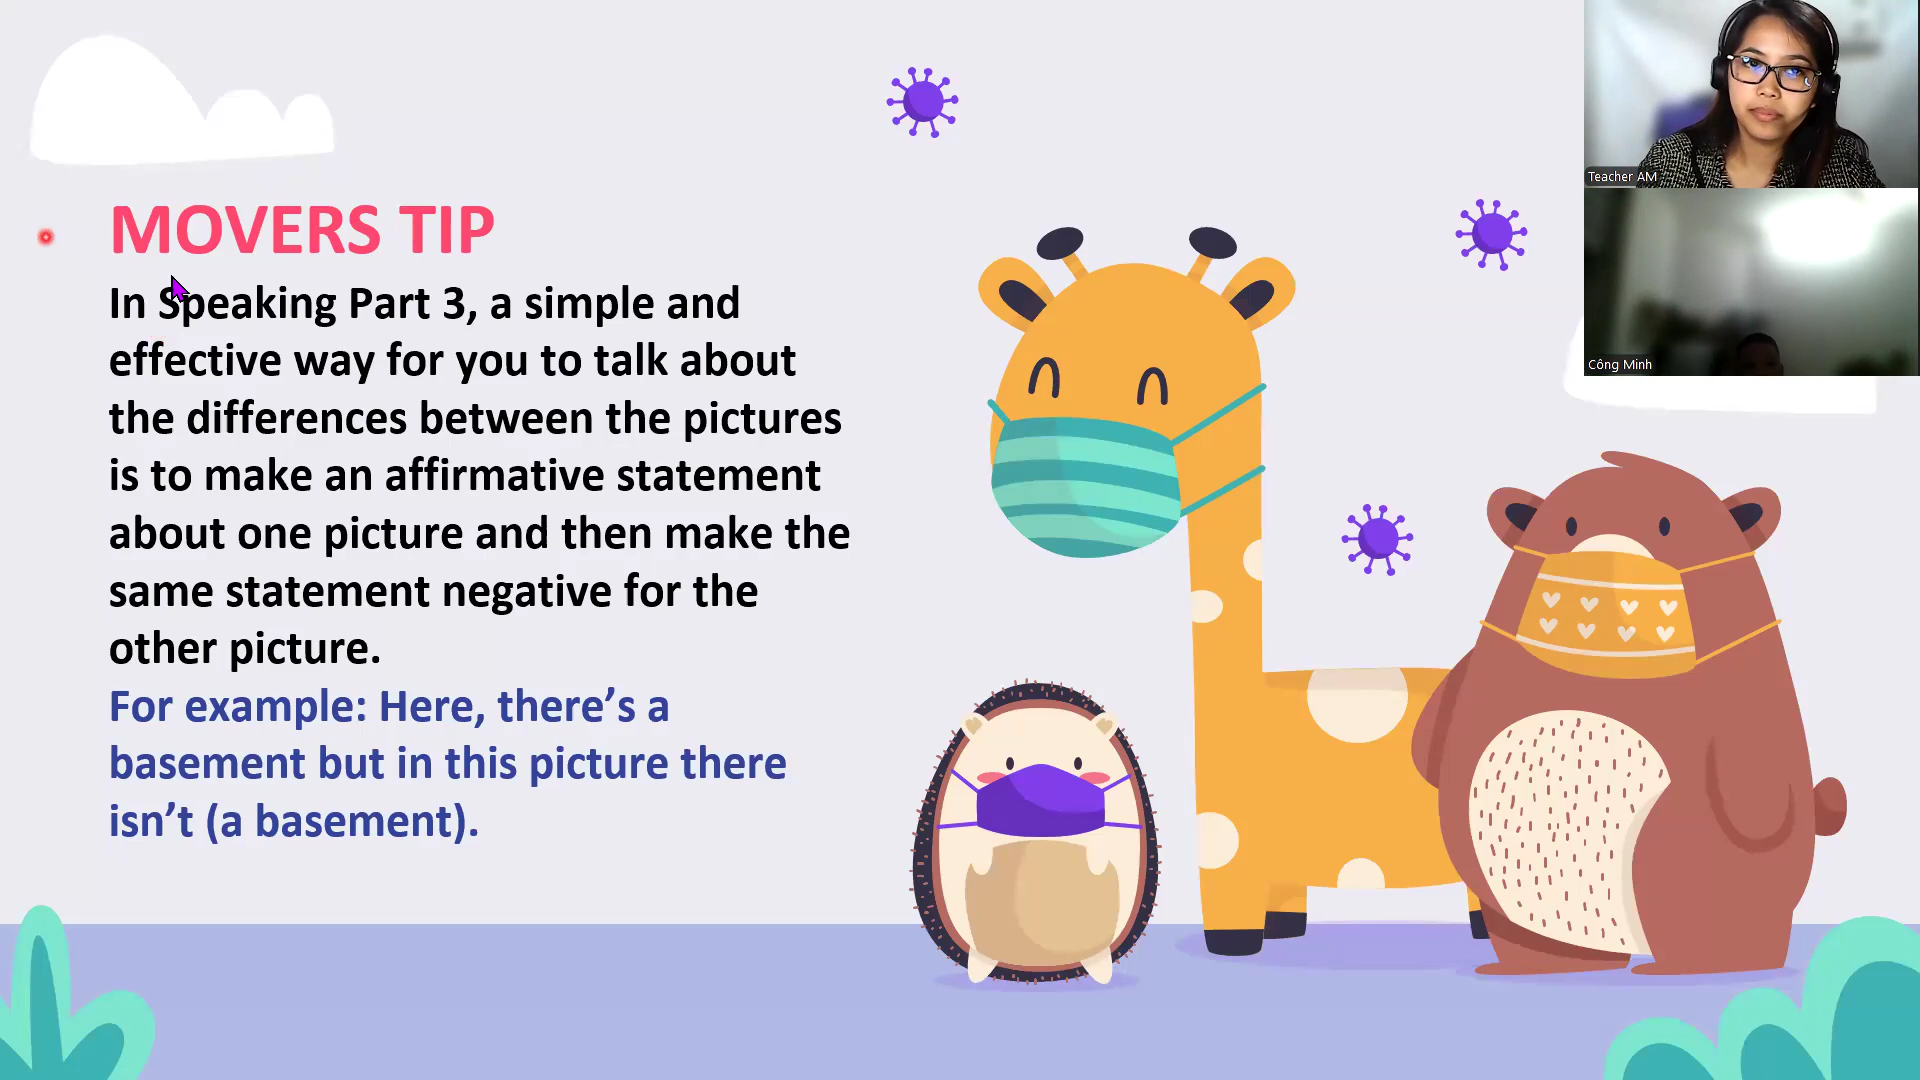 MOVERS TIP
In Speaking Part 3, a simple and
effective way for you to talk about
the differences between the pictures
is to make an affirmative statement
about one picture and then make the
same statement negative for the
other picture.
For example: Here, there’s a
basement but in this picture there
isn’t (a basement).
Teacher AM
Công Minh